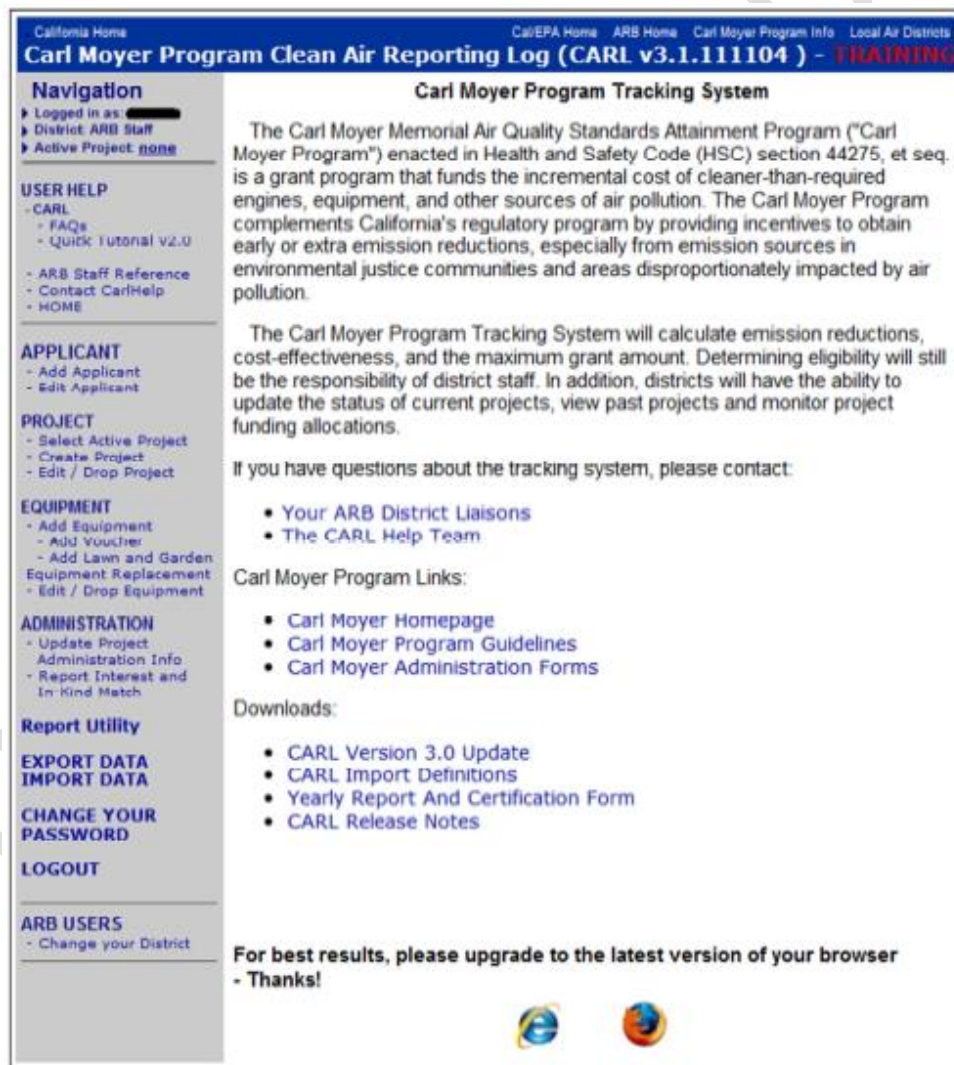 California Home
Cal/EPA Home ARB Home Carl Moyer Program Info Local Air Districts
Carl Moyer Program Clean Air Reporting Log (CARL v3.1.111104 ) - TRAINING
Navigation
Logged in as:
District: ARB Staff
Active Project: none
USER HELP
- CARL
- FAQs
- Quick Tutorial v2.0
- ARB Staff Reference
- Contact CarlHelp
- HOME
APPLICANT
- Add Applicant
- Edit Applicant
PROJECT
- Select Active Project
- Create Project
- Edit / Drop Project
EQUIPMENT
- Add Equipment
- Add Voucher
- Add Lawn and Garden
Equipment Replacement
- Edit / Drop Equipment
ADMINISTRATION
- Update Project
Administration Info
- Report Interest and
In-Kind Match
Report Utility
EXPORT DATA
IMPORT DATA
CHANGE YOUR
PASSWORD
LOGOUT
ARB USERS
- Change your District
Carl Moyer Program Tracking System
The Carl Moyer Memorial Air Quality Standards Attainment Program ("Carl
Moyer Program") enacted in Health and Safety Code (HSC) section 44275, et seq.
is a grant program that funds the incremental cost of cleaner-than-required
engines, equipment, and other sources of air pollution. The Carl Moyer Program
complements California's regulatory program by providing incentives to obtain
early or extra emission reductions, especially from emission sources in
environmental justice communities and areas disproportionately impacted by air
pollution.
The Carl Moyer Program Tracking System will calculate emission reductions,
cost-effectiveness, and the maximum grant amount. Determining eligibility will still
be the responsibility of district staff. In addition, districts will have the ability to
update the status of current projects, view past projects and monitor project
funding allocations.
If you have questions about the tracking system, please contact:
• Your ARB District Liaisons
• The CARL Help Team
Carl Moyer Program Links:
• Carl Moyer Homepage
• Carl Moyer Program Guidelines
• Carl Moyer Administration Forms
Downloads:
• CARL Version 3.0 Update
• CARL Import Definitions
• Yearly Report And Certification Form
• CARL Release Notes
For best results, please upgrade to the latest version of your browser
- Thanks!